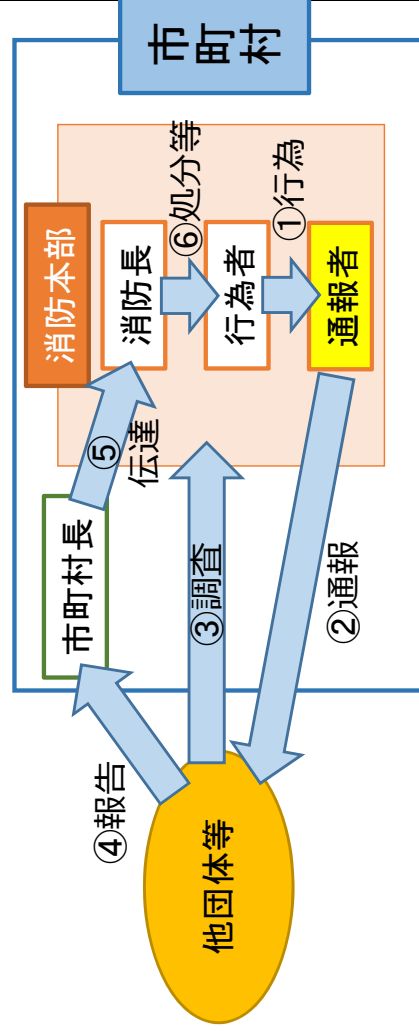 市町村
消防本部
消防長
⑥処分等
行為者
①行為
通報者
⑤
伝達
市町村長
③調査
②通報
④報告
他団体等